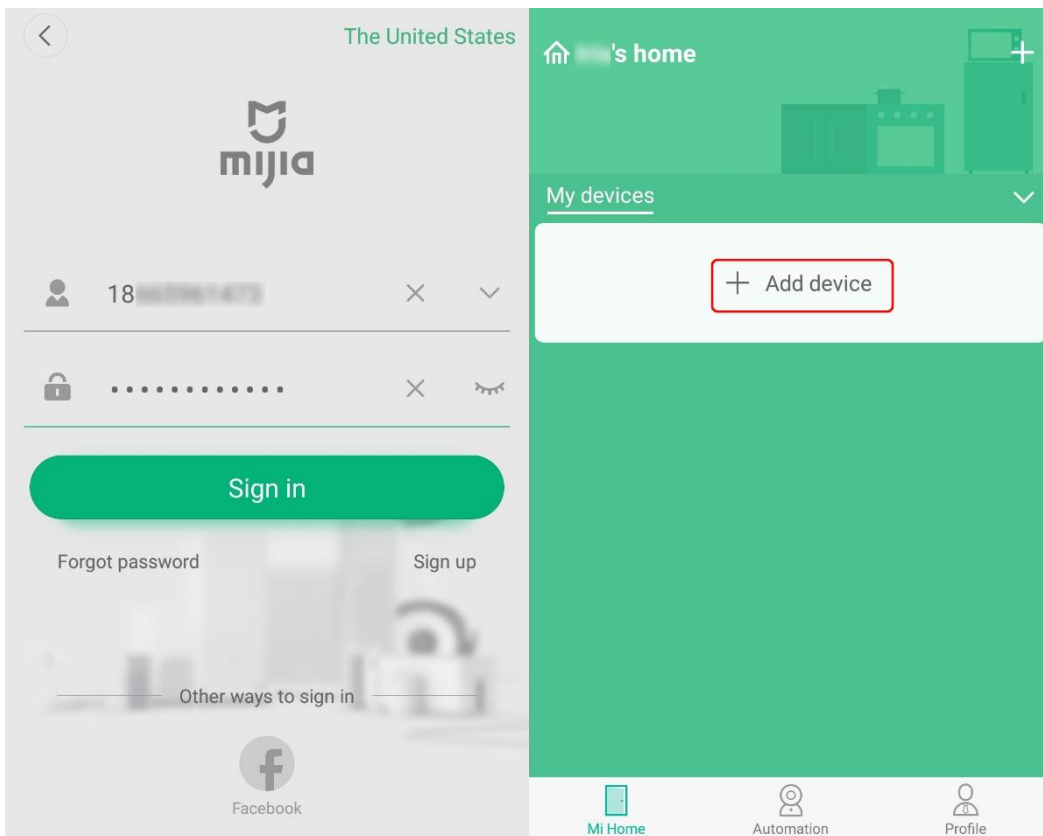 The United States
mijia
18
Sign in
Forgot password
Sign up
Other ways to sign in
Facebook
's home
My devices
Add device
Mi Home
Automation
Profile